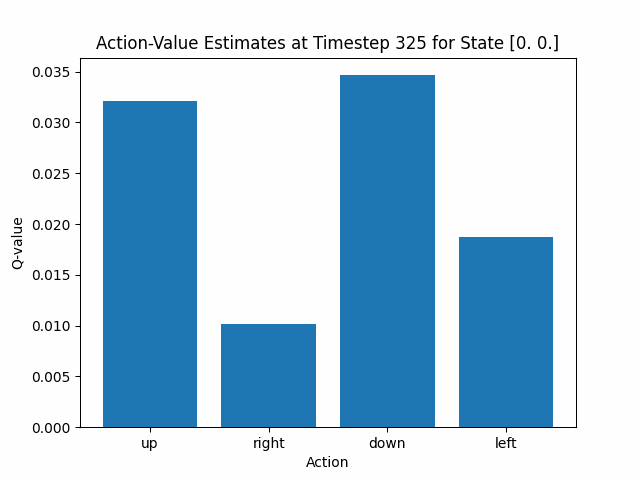 Action-Value Estimates at Timestep 325 for State [0. 0.]
0.035
0.030
0.025
0.020
0.015
0.010
0.005
0.000
Q-value
up right down left
Action